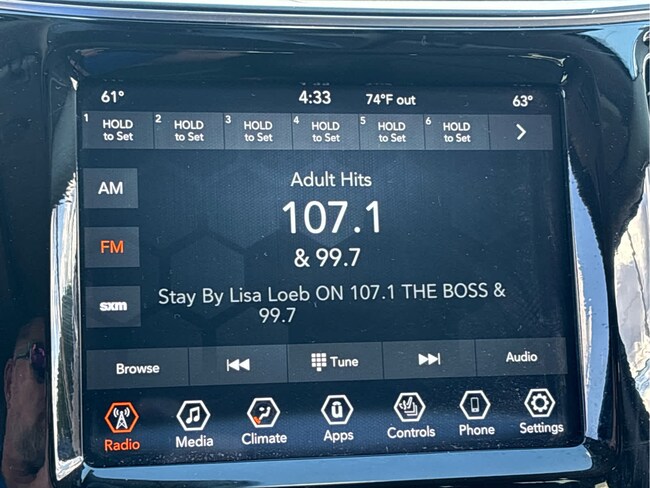 61° 4:33 74°F out 63°
1 HOLD to Set 2 HOLD to Set 3 HOLD to Set 4 HOLD to Set 5 HOLD to Set 6 HOLD to Set
AM
FM
sxm
Adult Hits
107.1
& 99.7
Stay By Lisa Loeb ON 107.1 THE BOSS &
99.7
Browse Tune Audio
Radio Media Climate Apps Controls Phone Settings